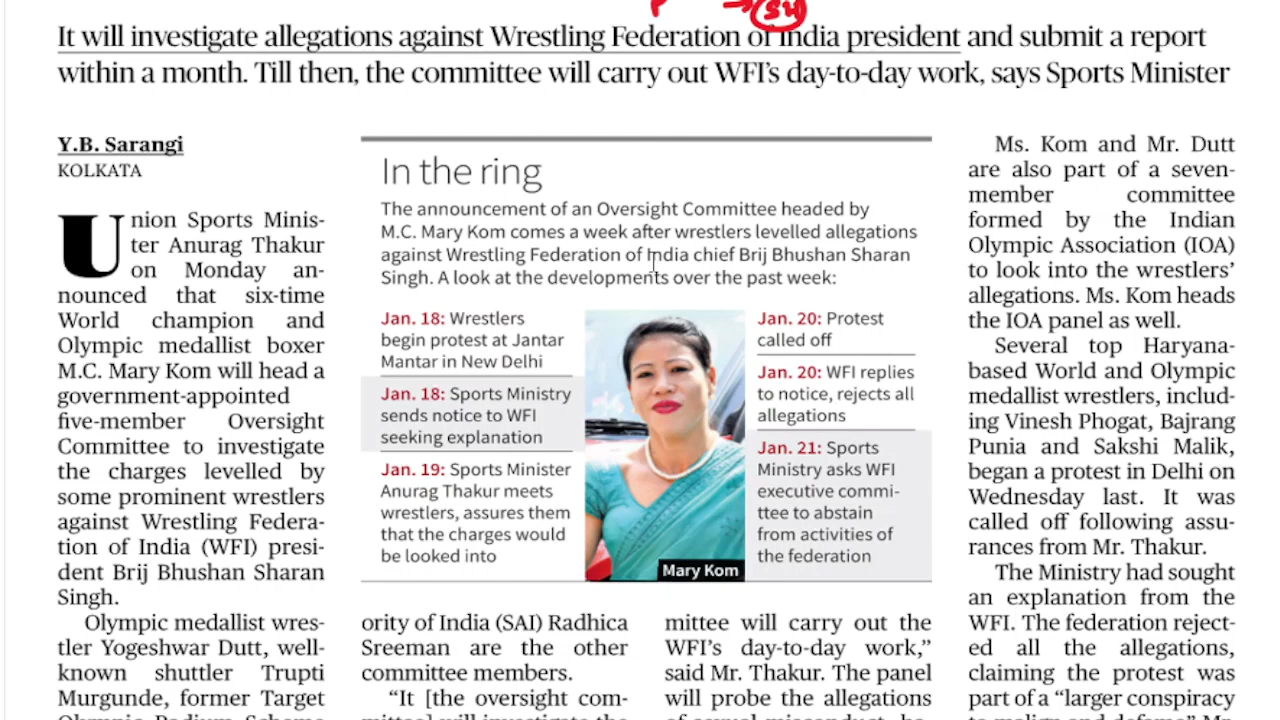 It will investigate allegations against Wrestling Federation of India president and submit a report
within a month. Till then, the committee will carry out WFI’s day-to-day work, says Sports Minister
Y.B. Sarangi
KOLKATA
Union Sports Minis-
ter Anurag Thakur
on Monday an-
nounced that six-time
World champion and
Olympic medallist boxer
M.C. Mary Kom will head a
government-appointed
five-member Oversight
Committee to investigate
the charges levelled by
some prominent wrestlers
against Wrestling Federa-
tion of India (WFI) presi-
dent Brij Bhushan Sharan
Singh.
Olympic medallist wres-
tler Yogeshwar Dutt, well-
known shuttler Trupti
Murgunde, former Target
Olympic Podium Scheme
In the ring
The announcement of an Oversight Committee headed by
M.C. Mary Kom comes a week after wrestlers levelled allegations
against Wrestling Federation of India chief Brij Bhushan Sharan
Singh. A look at the developments over the past week:
Jan. 18: Wrestlers
begin protest at Jantar
Mantar in New Delhi
Jan. 18: Sports Ministry
sends notice to WFI
seeking explanation
Jan. 19: Sports Minister
Anurag Thakur meets
wrestlers, assures them
that the charges would
be looked into
Mary Kom
Jan. 20: Protest
called off
Jan. 20: WFI replies
to notice, rejects all
allegations
Jan. 21: Sports
Ministry asks WFI
executive commi-
ttee to abstain
from activities of
the federation
ority of India (SAI) Radhica
Sreeman are the other
committee members.
“It [the oversight com-
mittee] will investigate the
mittee will carry out the
WFI’s day-to-day work,”
said Mr. Thakur. The panel
will probe the allegations
of sexual misconduct, ha-
Ms. Kom and Mr. Dutt
are also part of a seven-
member committee
formed by the Indian
Olympic Association (IOA)
to look into the wrestlers’
allegations. Ms. Kom heads
the IOA panel as well.
Several top Haryana-
based World and Olympic
medallist wrestlers, includ-
ing Vinesh Phogat, Bajrang
Punia and Sakshi Malik,
began a protest in Delhi on
Wednesday last. It was
called off following assu-
rances from Mr. Thakur.
The Ministry had sought
an explanation from the
WFI. The federation reject-
ed all the allegations,
claiming the protest was
part of a “larger conspiracy
to malign and defame” Mr.